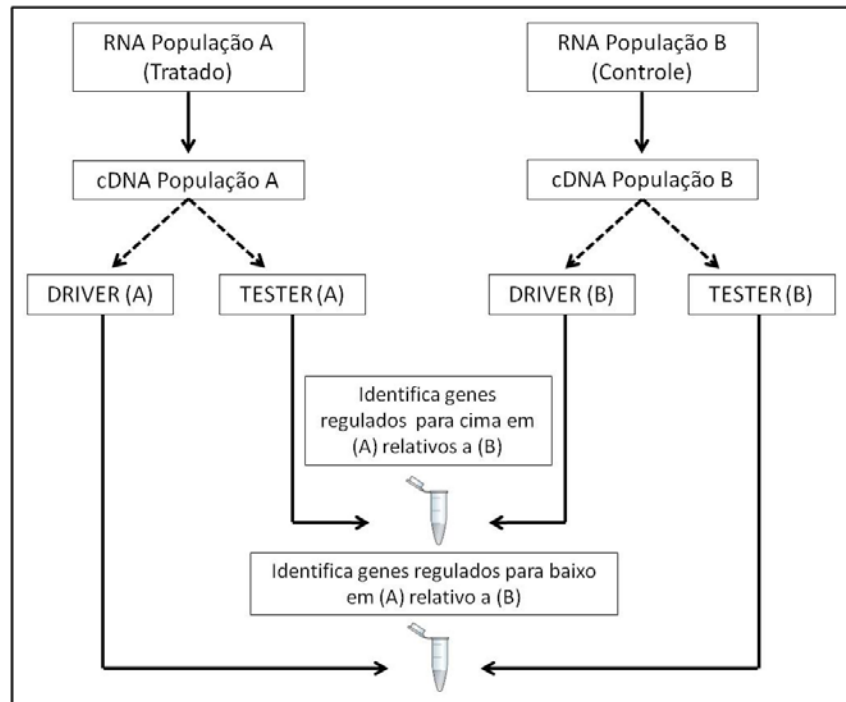 RNA População A
(Tratado)
RNA População B
(Controle)
cDNA População A
cDNA População B
DRIVER (A)
TESTER (A)
DRIVER (B)
TESTER (B)
Identifica genes
regulados para cima em
(A) relativos a (B)
Identifica genes regulados para baixo
em (A) relativo a (B)